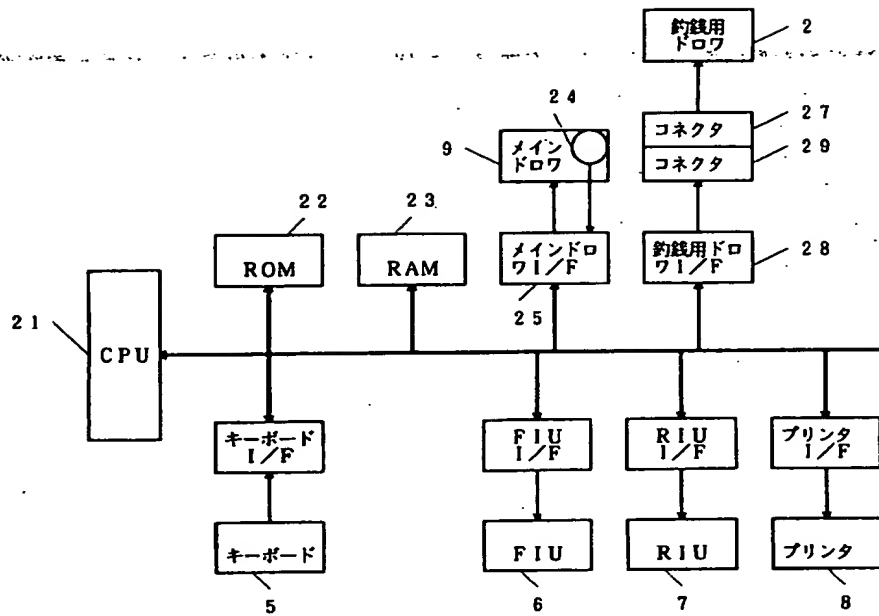 釣銭用
ドロワ
2
24
27
コネクタ
9
メイン
ドロワ
コネクタ
29
22
23
ROM
RAM
メインドロ
ワI/F
釣銭用ドロ
ワI/F
28
25
21
CPU
キーボード
I/F
FIU
I/F
RIU
I/F
プリンタ
I/F
キーボード
FIU
RIU
プリンタ
5
6
7
8